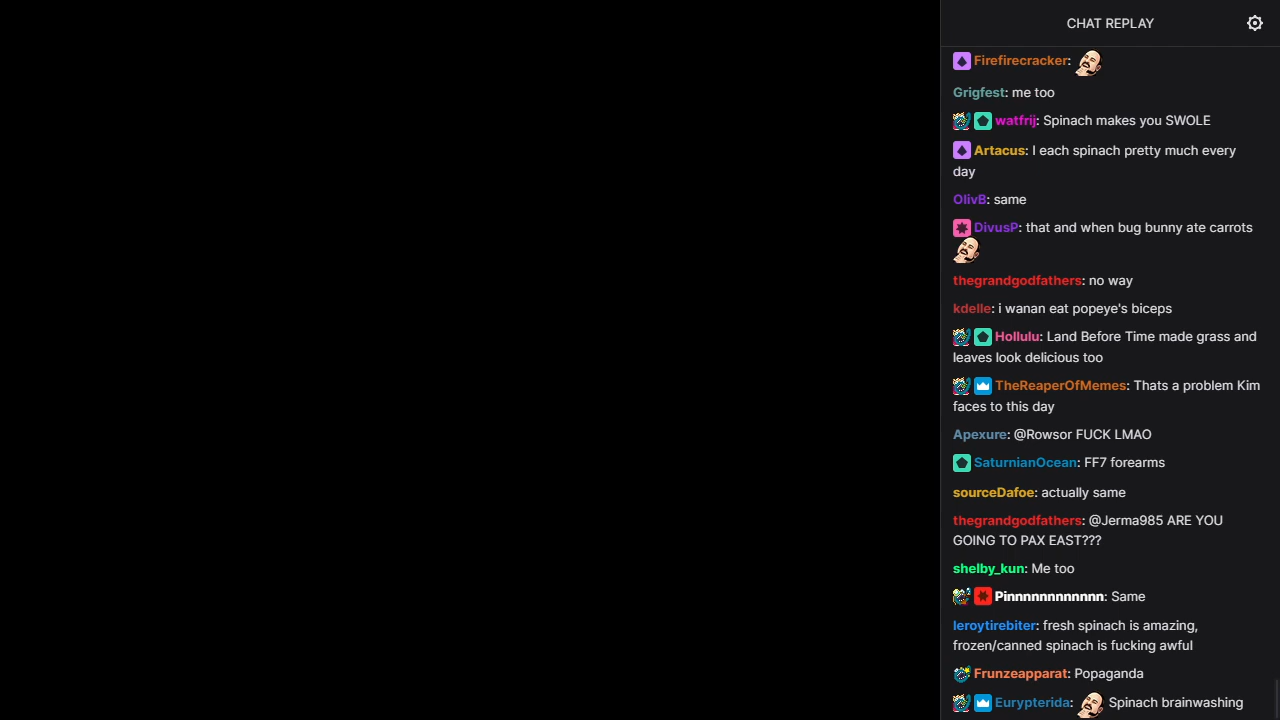 CHAT REPLAY
Firefirecracker:
Grigfest: me too
watfrij: Spinach makes you SWOLE
Artacus: I each spinach pretty much every
day
OlivB: same
DivusP: that and when bug bunny ate carrots
thegrandgodfathers: no way
kdelle: i wanan eat popeye's biceps
Hollulu: Land Before Time made grass and
leaves look delicious too
TheReaperOfMemes: Thats a problem Kim
faces to this day
Apexure: @Rowsor FUCK LMAO
SaturnianOcean: FF7 forearms
sourceDafoe: actually same
thegrandgodfathers: @Jerma985 ARE YOU
GOING TO PAX EAST???
shelby_kun: Me too
Pinnnnnnnnnnnn: Same
leroytirebiter: fresh spinach is amazing,
frozen/canned spinach is fucking awful
Frunzeapparat: Popaganda
Eurypterida: Spinach brainwashing